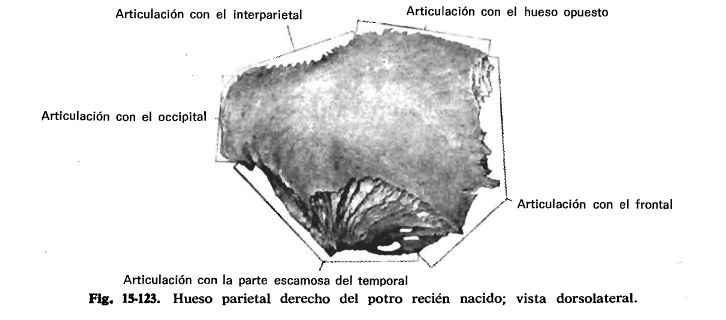 Articulación con el interparietal
Articulación con el hueso opuesto
Articulación con el occipital
Articulación con el frontal
Articulación con la parte escamosa del temporal
Fig. 15-123. Hueso parietal derecho del potro recién nacido; vista dorsolateral.